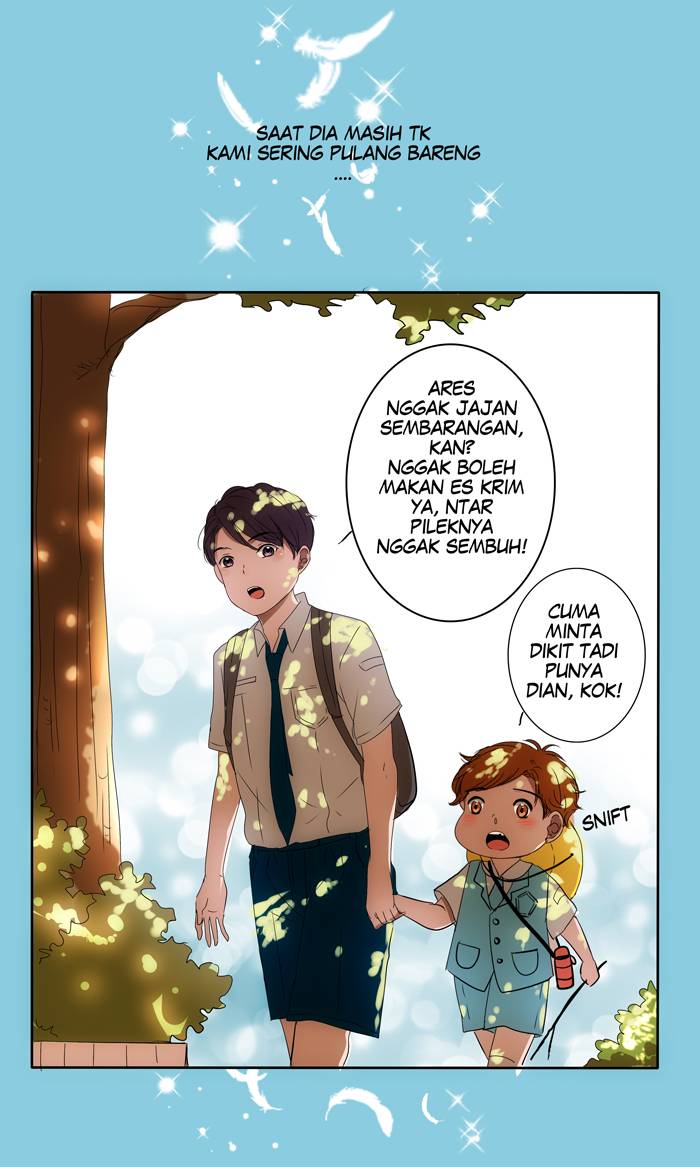 SAAT DIA MASIH TK
KAMI SERING PULANG BARENG
....
ARES
NGGAK JAJAN
SEMBARANGAN,
KAN?
NGGAK BOLEH
MAKAN ES KRIM
YA, NTAR
PILEKNYA
NGGAK SEMBUH!
CUMA
MINTA
DIKIT TADI
PUNYA
DIAN, KOK!
SNIFT